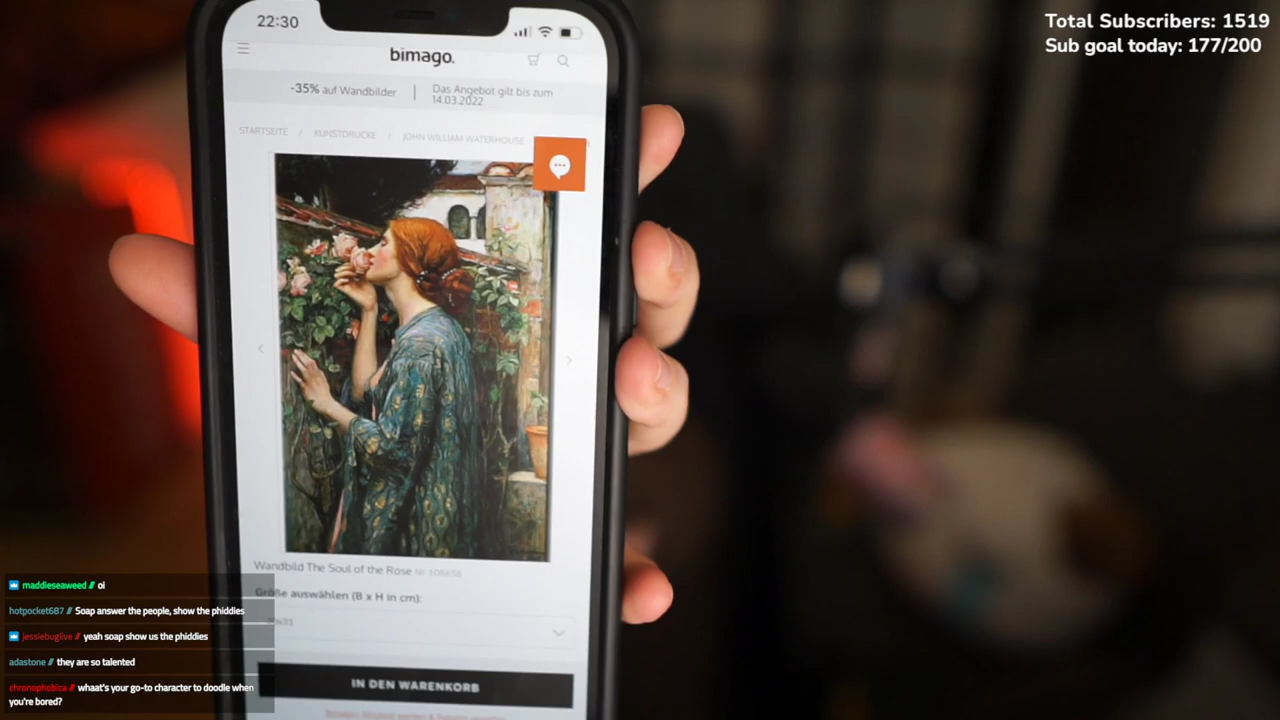 Total Subscribers: 1519
Sub goal today: 177/200
22:30
bimago.
-35% auf Wandbilder
Das Angebot gilt bis zum
14.03.2022
STARTSEITE / KUNSTDRUCKE / JOHN WILLIAM WATERHOUSE
Wandbild The Soul of the Rose Nr. 108658
Größe auswählen (B x H in cm):
IN DEN WARENKORB
maddieseaweed // oi
hotpocket687 // Soap answer the people, show the phiddies
jessiebuglive // yeah soap show us the phiddies
adastone // they are so talented
chronophobica // whaat's your go-to character to doodle when
you're bored?